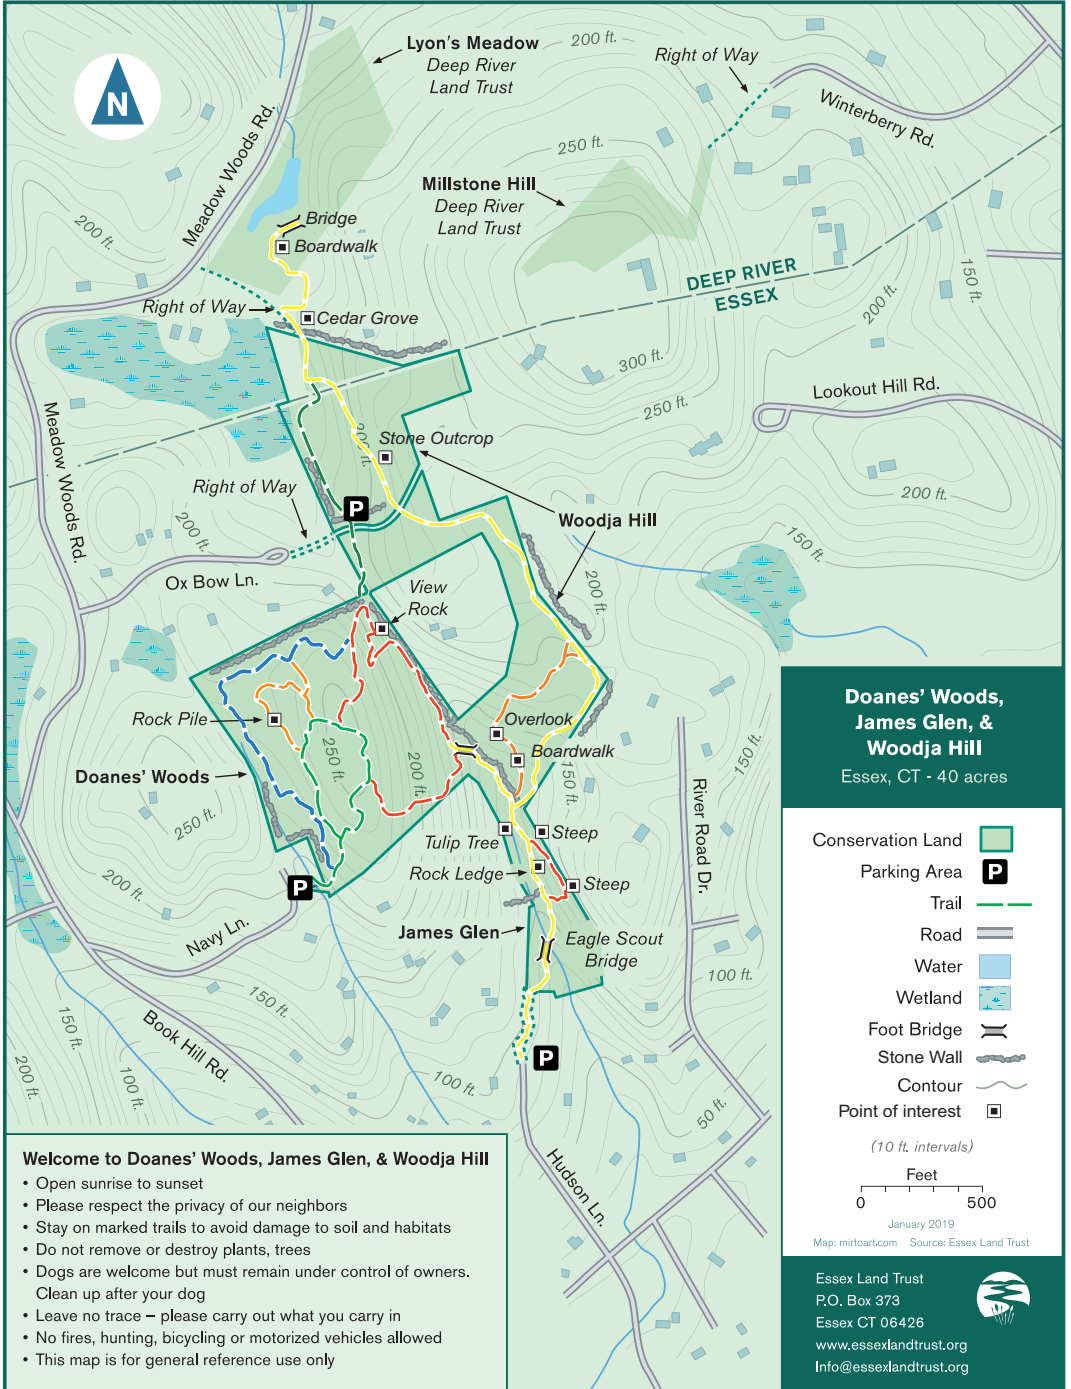 Lyon's Meadow
Deep River
Land Trust
200 ft.
Right of Way
Winterberry Rd.
N
Meadow Woods Rd.
250 ft.
Millstone Hill
Deep River
Land Trust
200 ft.
Bridge
Boardwalk
DEEP RIVER
ESSEX
150 ft.
200 ft.
Right of Way
Cedar Grove
300 ft.
250 ft.
Lookout Hill Rd.
Meadow Woods Rd.
200 ft.
Stone Outcrop
Right of Way
P
200 ft.
200 ft.
Woodja Hill
150 ft.
Ox Bow Ln.
View
Rock
200 ft.
Rock Pile
Overlook
Boardwalk
250 ft.
200 ft.
150 ft.
150 ft.
Doanes' Woods
250 ft.
River Road Dr.
Tulip Tree
Steep
Rock Ledge
Steep
200 ft.
P
Navy Ln.
James Glen
Eagle Scout
Bridge
100 ft.
150 ft.
150 ft.
Book Hill Rd.
P
200 ft.
100 ft.
100 ft.
50 ft.
Hudson Ln.
Doanes' Woods,
James Glen, &
Woodja Hill
Essex, CT - 40 acres
Conservation Land
Parking Area P
Trail
Road
Water
Wetland
Foot Bridge
Stone Wall
Contour
Point of interest
(10 ft. intervals)
Feet
0 500
January 2019
Map: mirtoart.com Source: Essex Land Trust
Essex Land Trust
P.O. Box 373
Essex CT 06426
www.essexlandtrust.org
Info@essexlandtrust.org
Welcome to Doanes' Woods, James Glen, & Woodja Hill
• Open sunrise to sunset
• Please respect the privacy of our neighbors
• Stay on marked trails to avoid damage to soil and habitats
• Do not remove or destroy plants, trees
• Dogs are welcome but must remain under control of owners.
Clean up after your dog
• Leave no trace – please carry out what you carry in
• No fires, hunting, bicycling or motorized vehicles allowed
• This map is for general reference use only